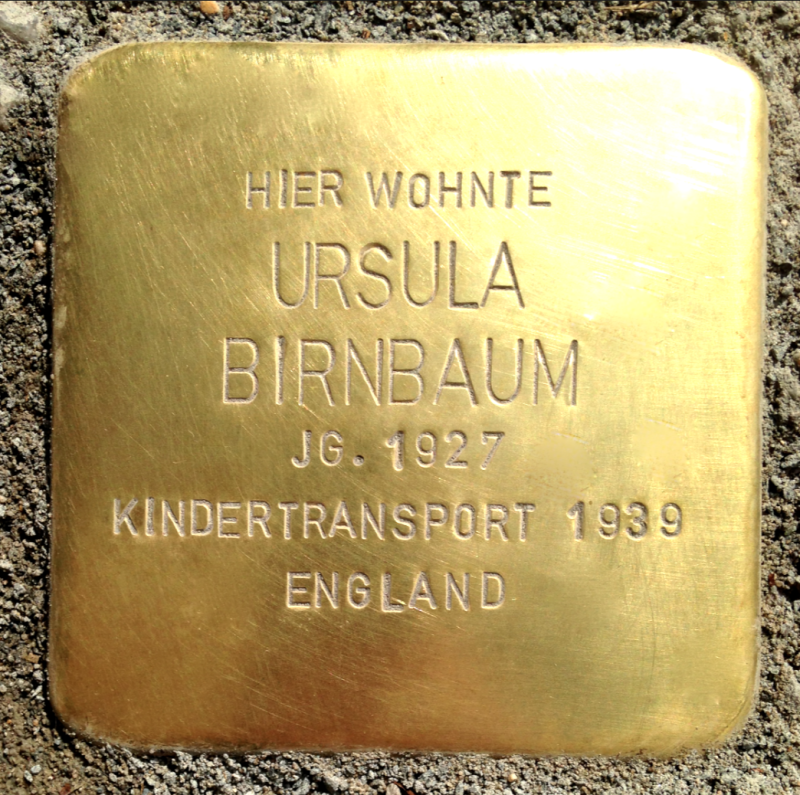 HIER WOHNTE
URSULA
BIRNBAUM
JG. 1927
KINDERTRANSPORT 1939
ENGLAND